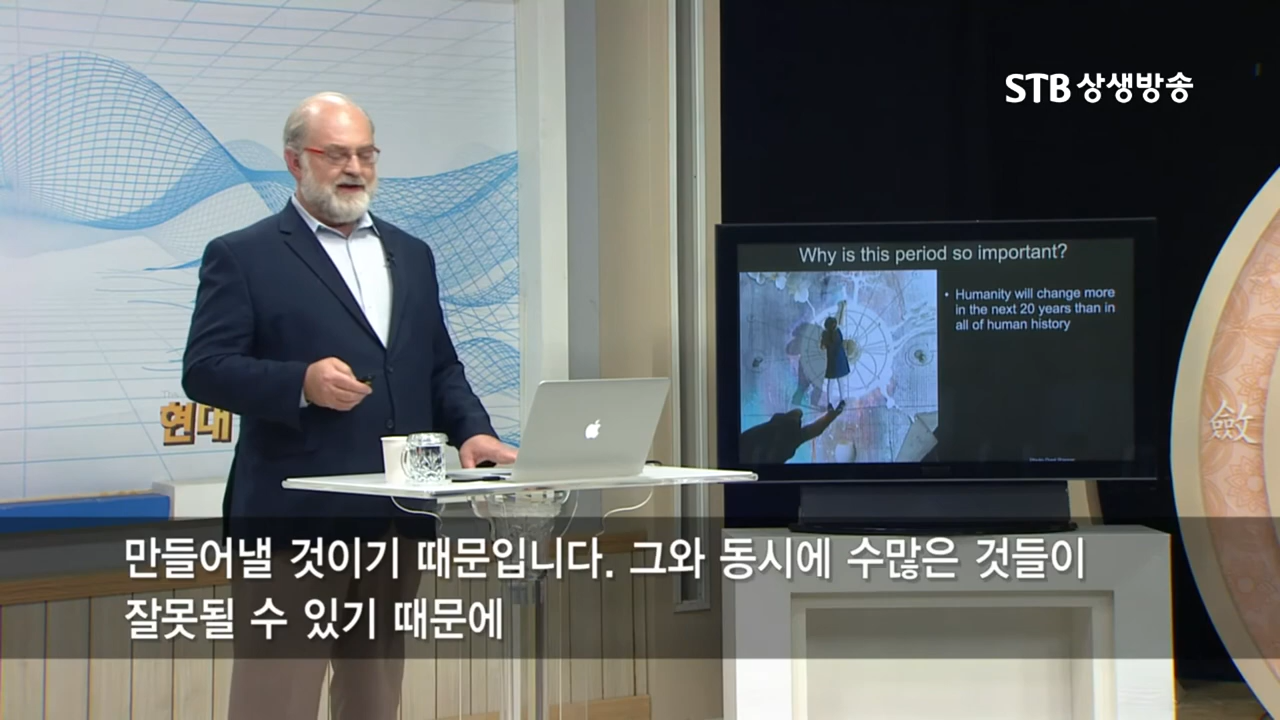 STB 상생방송
Why is this period so important?
• Humanity will change more
in the next 20 years than in
all of human history
현대
斂
만들어낼 것이기 때문입니다. 그와 동시에 수많은 것들이
잘못될 수 있기 때문에